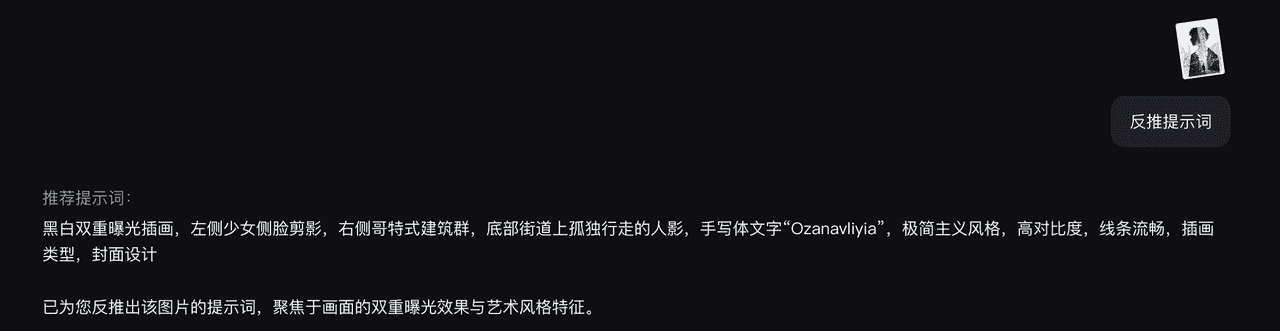 反推提示词
推荐提示词：
黑白双重曝光插画，左侧少女侧脸剪影，右侧哥特式建筑群，底部街道上孤独行走的人影，手写体文字“Ozanavliyia”，极简主义风格，高对比度，线条流畅，插画
类型，封面设计
已为您反推出该图片的提示词，聚焦于画面的双重曝光效果与艺术风格特征。